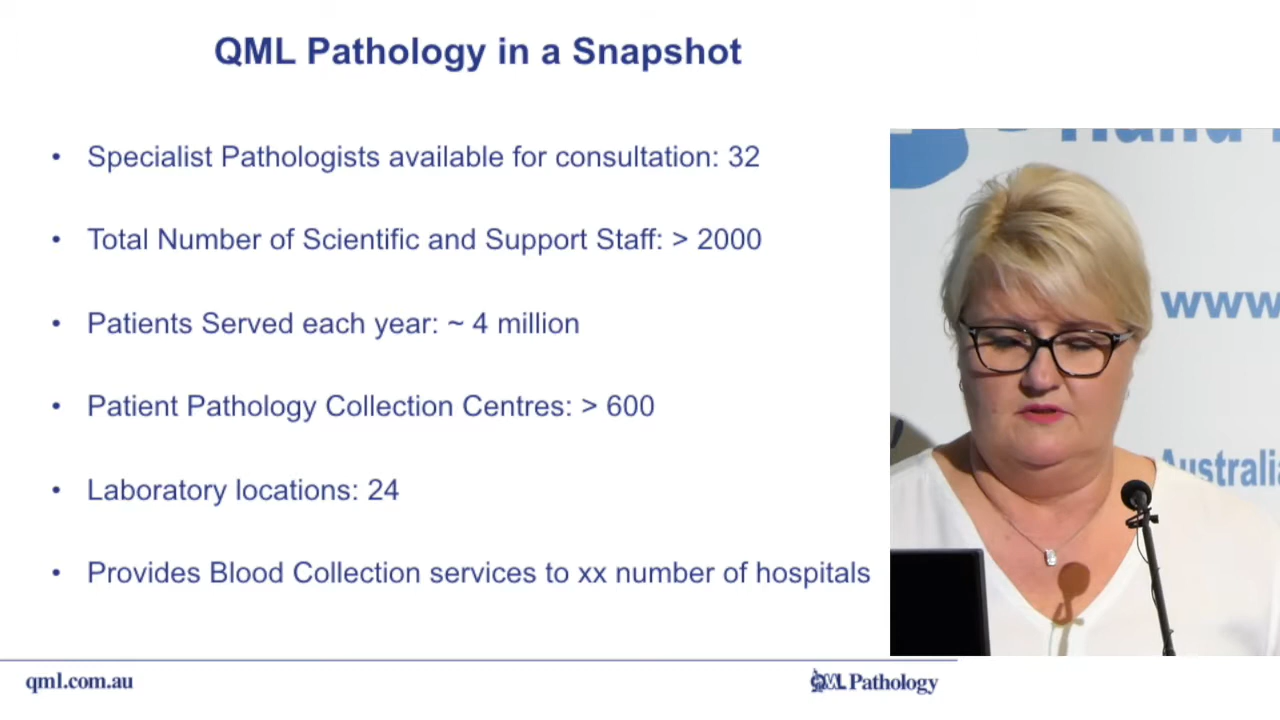 QML Pathology in a Snapshot
• Specialist Pathologists available for consultation: 32
• Total Number of Scientific and Support Staff: > 2000
• Patients Served each year: ~ 4 million
• Patient Pathology Collection Centres: > 600
• Laboratory locations: 24
• Provides Blood Collection services to xx number of hospitals
www
Australia
qml.com.au
QML Pathology